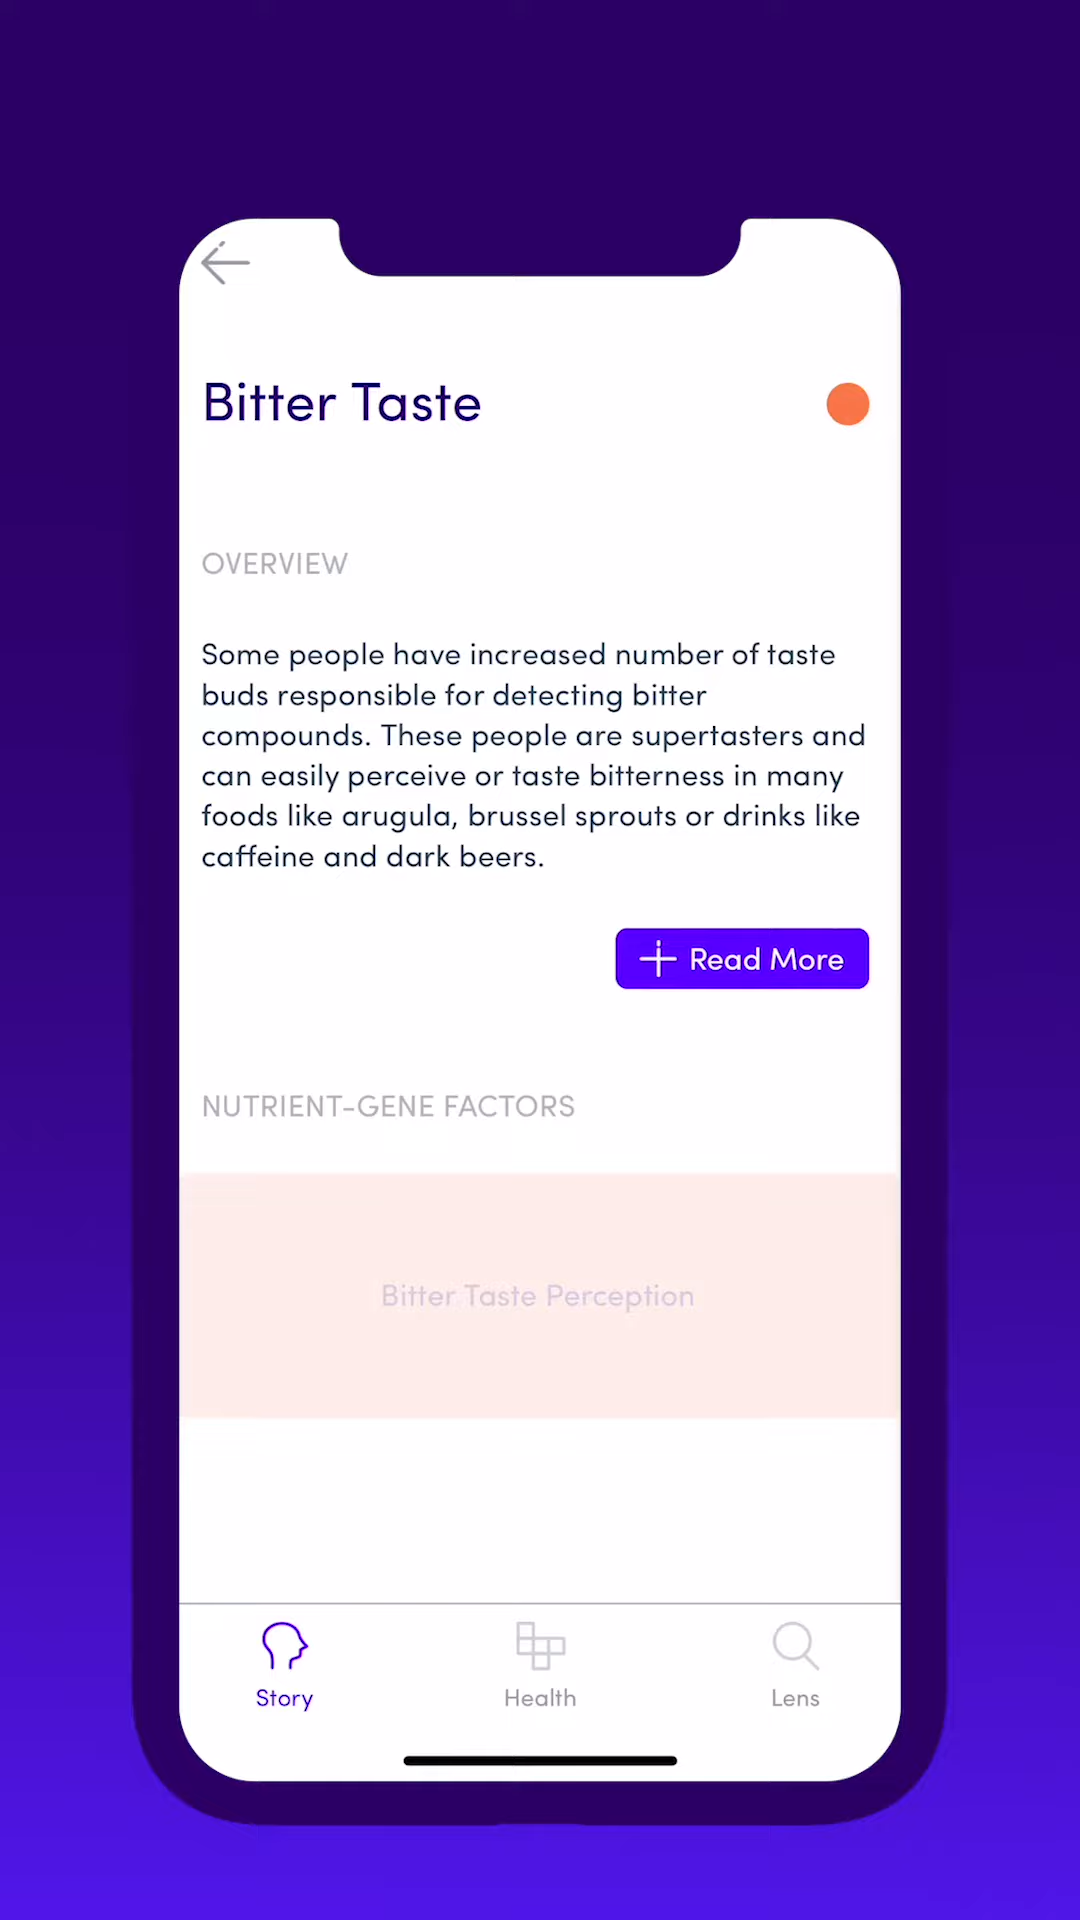 Bitter Taste
OVERVIEW
Some people have increased number of taste
buds responsible for detecting bitter
compounds. These people are supertasters and
can easily perceive or taste bitterness in many
foods like arugula, brussel sprouts or drinks like
caffeine and dark beers.
Read More
NUTRIENT-GENE FACTORS
Bitter Taste Perception
Story
Health
Lens